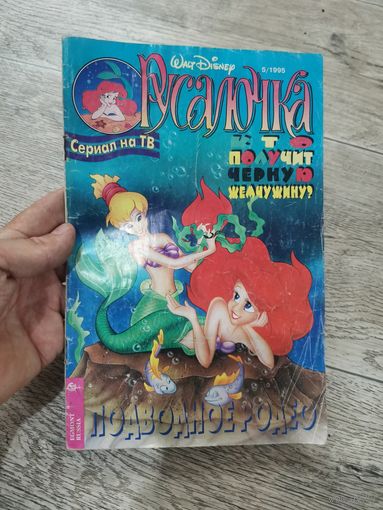 Walt Disney
5/1995
Русалочка
Сериал на ТВ
КТО
ПОЛУЧИТ
ЧЕРНУЮ
ЖЕМЧУЖИНУ?
ПОДВОДНОЕ РОДЕО
EGMONT
RUSSIA